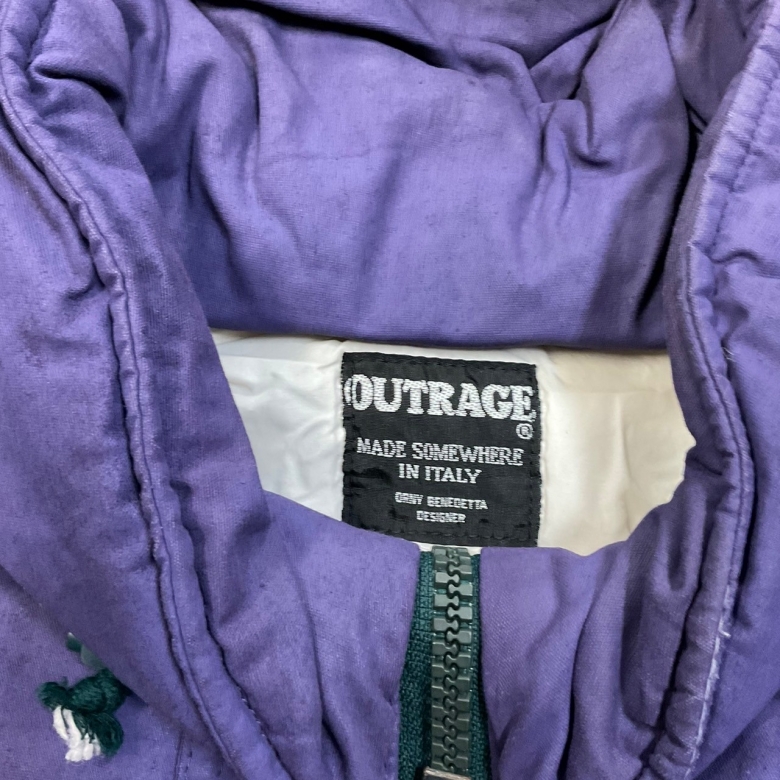 OUTRAGE
®
MADE SOMEWHERE
IN ITALY
ORNY BENEDETTA
DESIGNER